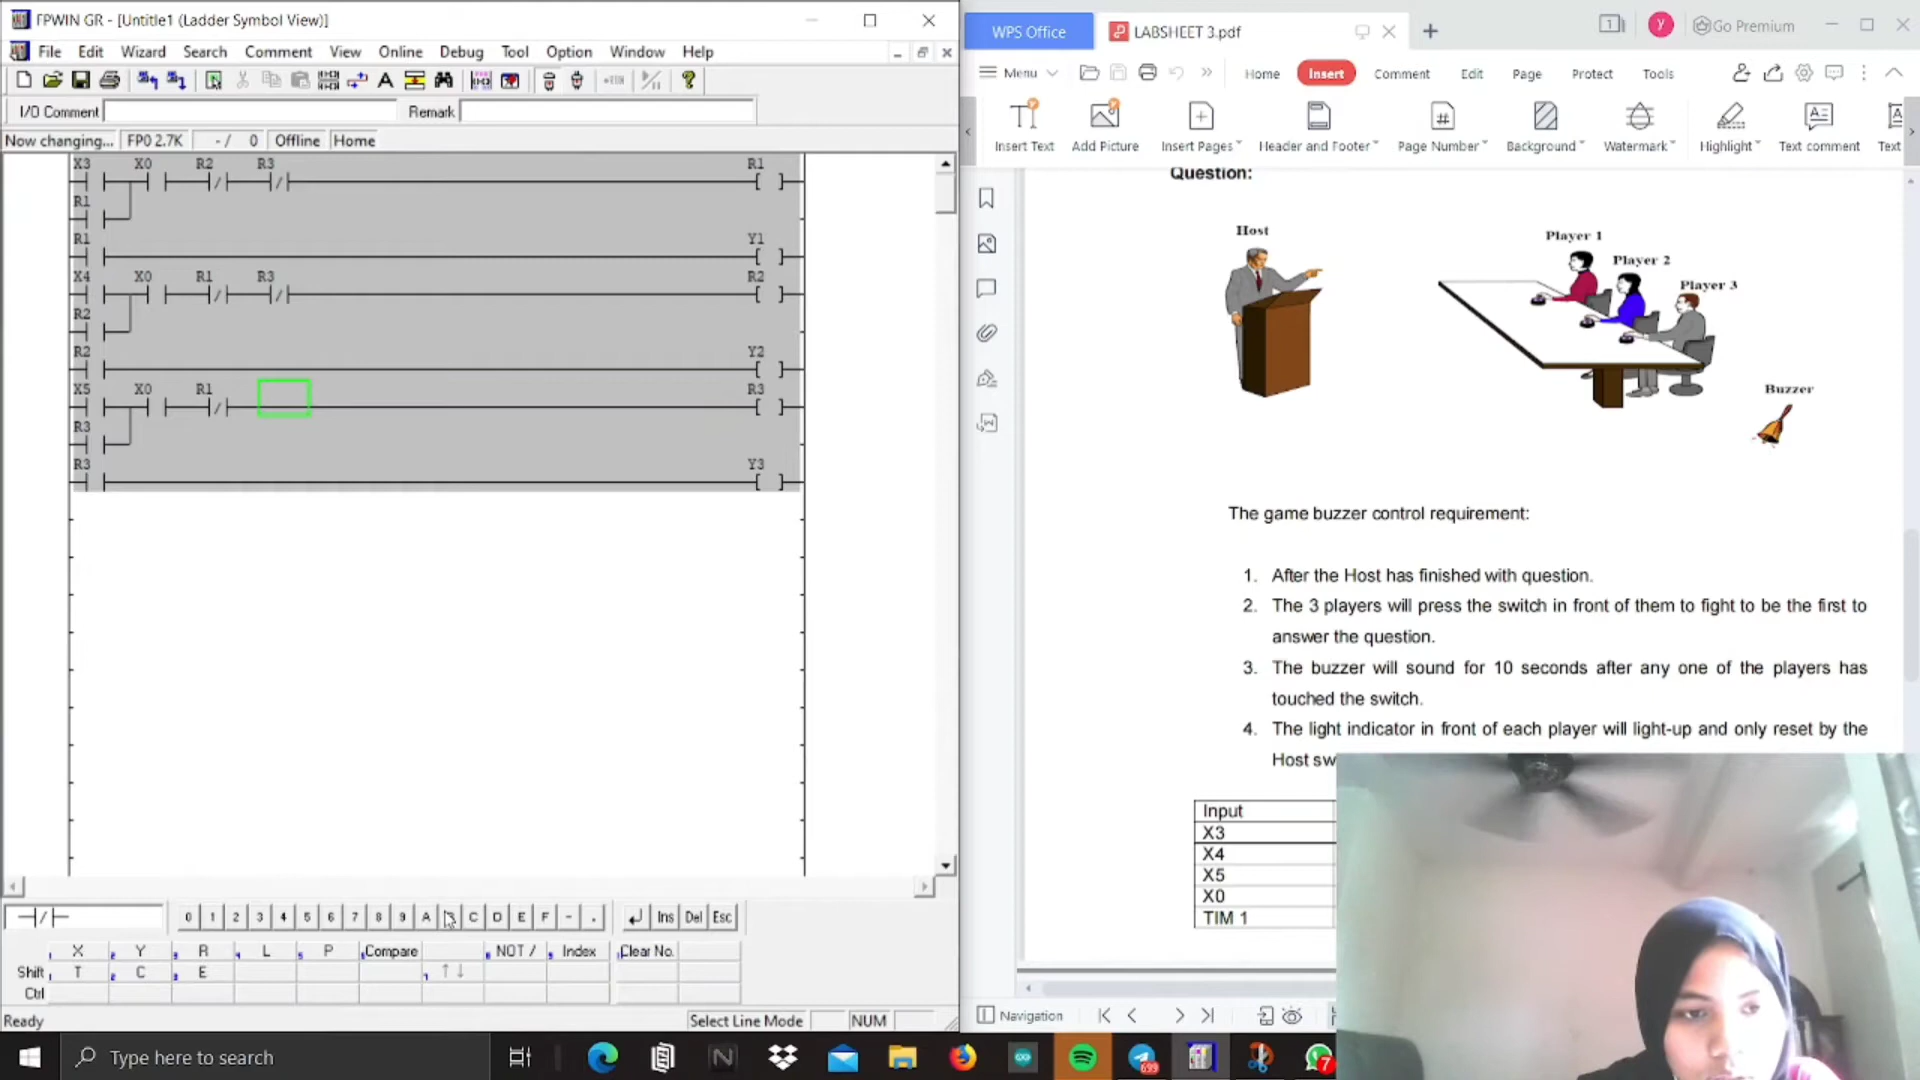 FPWIN GR - [Untitle1 (Ladder Symbol View)]
File Edit Wizard Search Comment View Online Debug Tool Option Window Help
I/O Comment Remark
Now changing... FP0 2.7K - / 0 Offline Home
X3 X0 R2 R3 R1
R1
R1 Y1
X4 X0 R1 R3 R2
R2
R2 Y2
X5 X0 R1 R3
R3
R3 Y3
0 1 2 3 4 5 6 7 8 9 A C D E F - . Ins Del Esc
X Y R L P Compare NOT / Index Clear No.
Shift T C E
Ctrl
Ready Select Line Mode NUM
WPS Office LABSHEET 3.pdf Go Premium
Menu Home Insert Comment Edit Page Protect Tools
Insert Text Add Picture Insert Pages Header and Footer Page Number Background Watermark Highlight Text comment Text
Question:
Host
Player 1
Player 2
Player 3
Buzzer
The game buzzer control requirement:
1. After the Host has finished with question.
2. The 3 players will press the switch in front of them to fight to be the first to
answer the question.
3. The buzzer will sound for 10 seconds after any one of the players has
touched the switch.
4. The light indicator in front of each player will light-up and only reset by the
Host sw
Input
X3
X4
X5
X0
TIM 1
Navigation
Type here to search
699
7